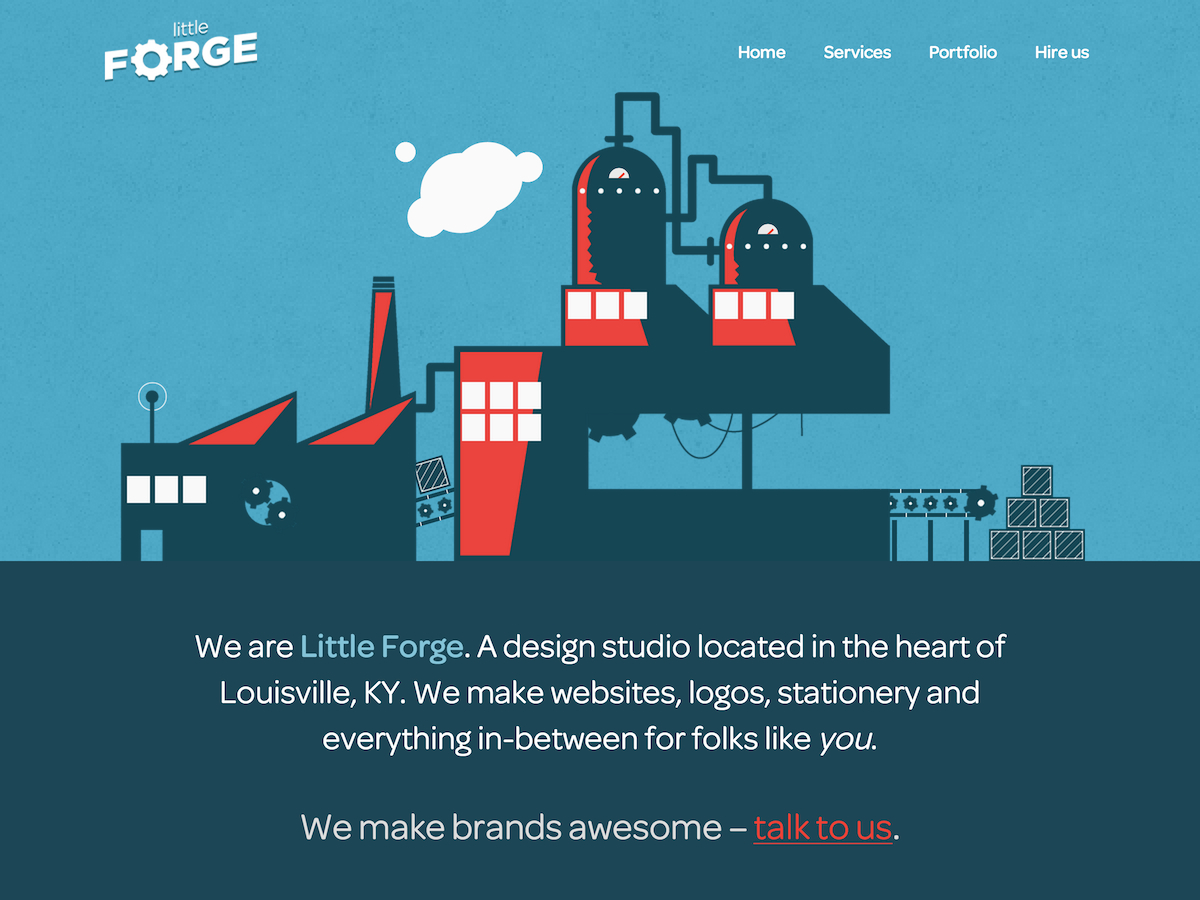 little
FORGE
Home Services Portfolio Hire us
We are Little Forge. A design studio located in the heart of
Louisville, KY. We make websites, logos, stationery and
everything in-between for folks like you.
We make brands awesome – talk to us.